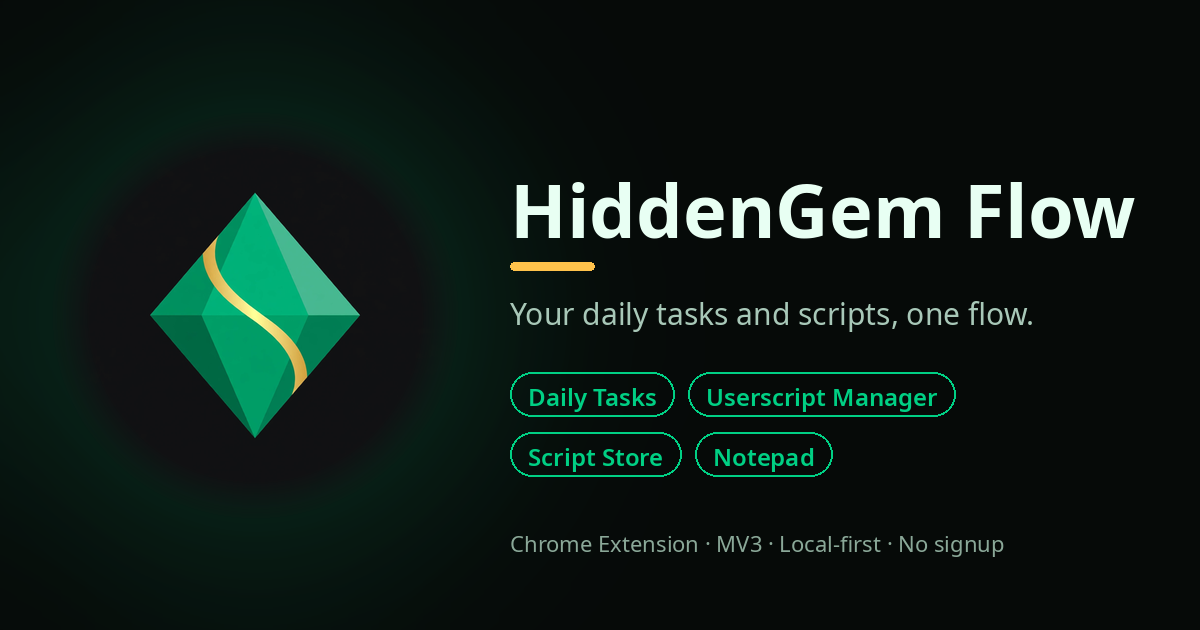 HiddenGem Flow
Your daily tasks and scripts, one flow.
Daily Tasks Userscript Manager
Script Store Notepad
Chrome Extension · MV3 · Local-first · No signup